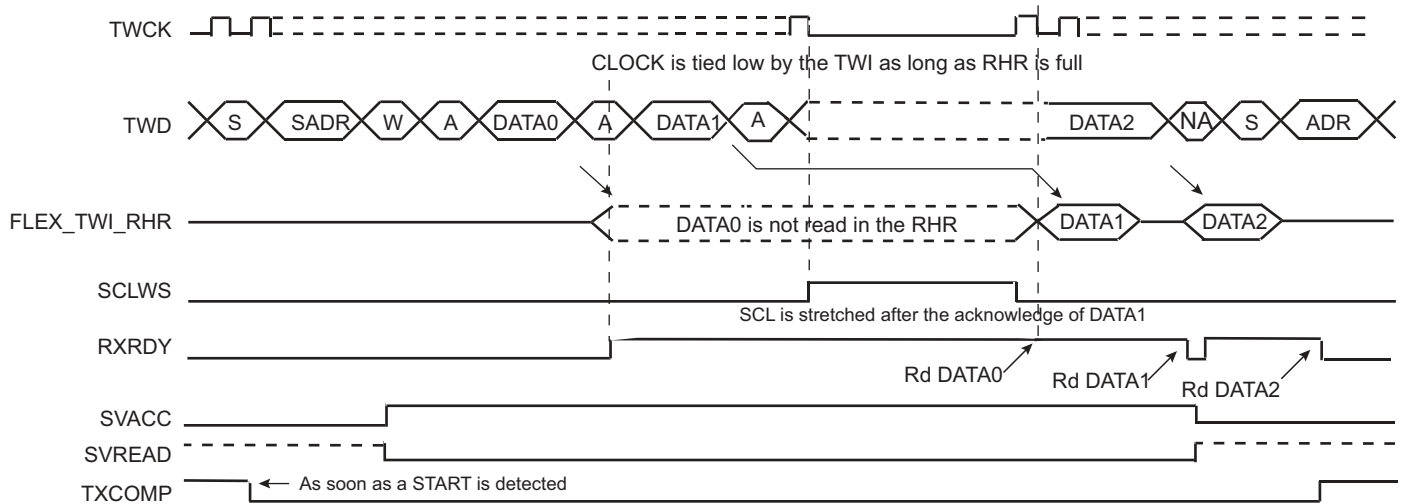 TWCK
CLOCK is tied low by the TWI as long as RHR is full
TWD S SADR W A DATA0 A DATA1 A DATA2 NA S ADR
FLEX_TWI_RHR DATA0 is not read in the RHR DATA1 DATA2
SCLWS
SCL is stretched after the acknowledge of DATA1
RXRDY
Rd DATA0 Rd DATA1 Rd DATA2
SVACC
SVREAD
TXCOMP As soon as a START is detected